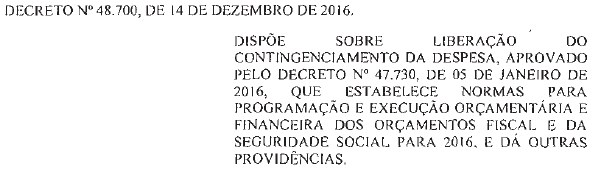 DECRETO Nº 48.700, DE 14 DE DEZEMBRO DE 2016.
DISPÕE SOBRE LIBERAÇÃO DO
CONTINGENCIAMENTO DA DESPESA, APROVADO
PELO DECRETO Nº 47.730, DE 05 DE JANEIRO DE
2016, QUE ESTABELECE NORMAS PARA
PROGRAMAÇÃO E EXECUÇÃO ORÇAMENTÁRIA E
FINANCEIRA DOS ORÇAMENTOS FISCAL E DA
SEGURIDADE SOCIAL PARA 2016, E DÁ OUTRAS
PROVIDÊNCIAS.